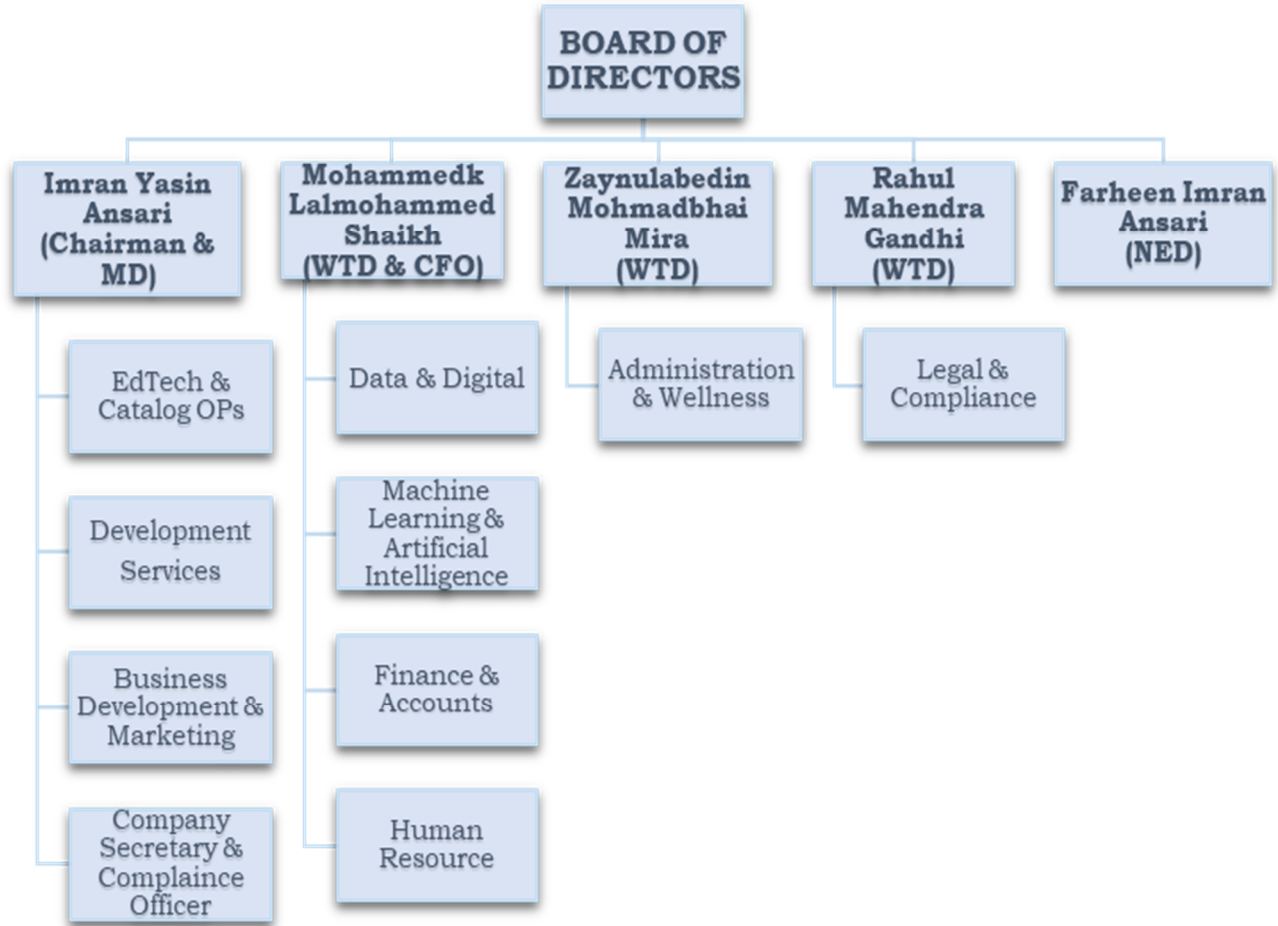 BOARD OF
DIRECTORS
Imran Yasin
Ansari
(Chairman &
MD)
EdTech &
Catalog OPs
Development
Services
Business
Development &
Marketing
Company
Secretary &
Complaince
Officer
Mohammedk
Lalmohammed
Shaikh
(WTD & CFO)
Data & Digital
Machine
Learning &
Artificial
Intelligence
Finance &
Accounts
Human
Resource
Zaynulabedin
Mohmadbhai
Mira
(WTD)
Administration
& Wellness
Rahul
Mahendra
Gandhi
(WTD)
Legal &
Compliance
Farheen Imran
Ansari
(NED)